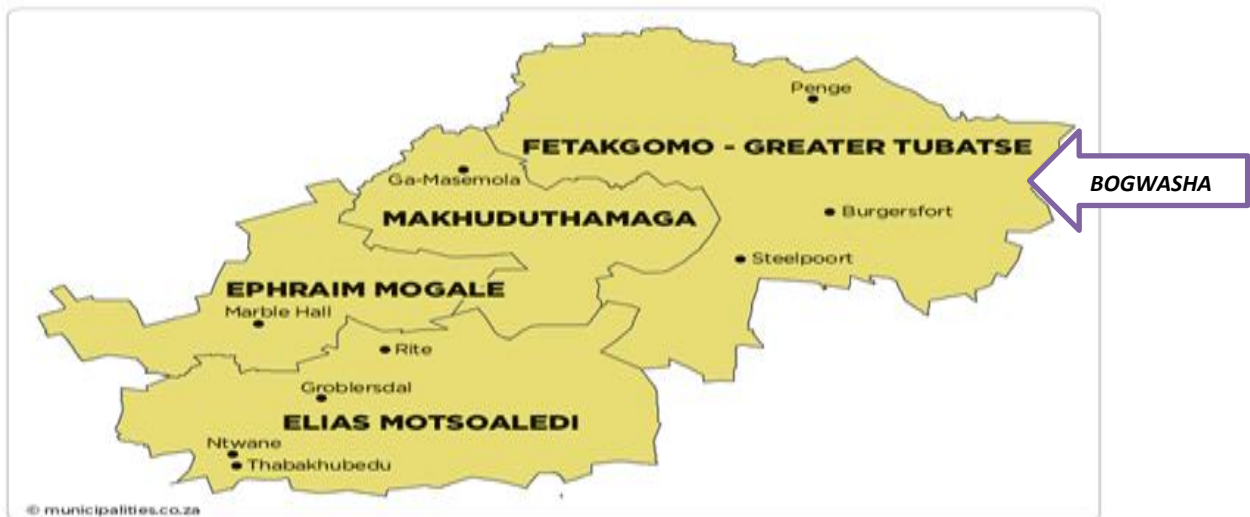 Penge
FETAKGOMO - GREATER TUBATSE
BOGWASHA
Ga-Masemola
MAKHUDUTHAMAGA
Burgersfort
Steelpoort
EPHRAIM MOGALE
Marble Hall
Rite
Groblersdal
ELIAS MOTSOALEDI
Ntwane
Thabakhubedu
© municipalities.co.za